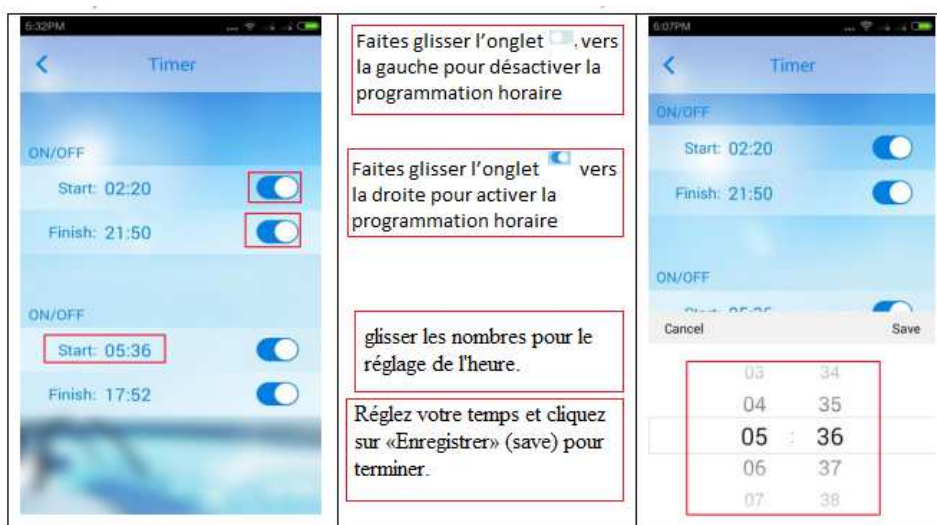 5:32PM
Timer
ON/OFF
Start: 02:20
Finish: 21:50
ON/OFF
Start: 05:36
Finish: 17:52
Faites glisser l'onglet , vers
la gauche pour désactiver la
programmation horaire
Faites glisser l'onglet vers
la droite pour activer la
programmation horaire
glisser les nombres pour le
réglage de l'heure.
Réglez votre temps et cliquez
sur «Enregistrer» (save) pour
terminer.
6:07PM
Timer
ON/OFF
Start: 02:20
Finish: 21:50
ON/OFF
Start: 05:36
Cancel Save
03 34
04 35
05 : 36
06 37
07 38